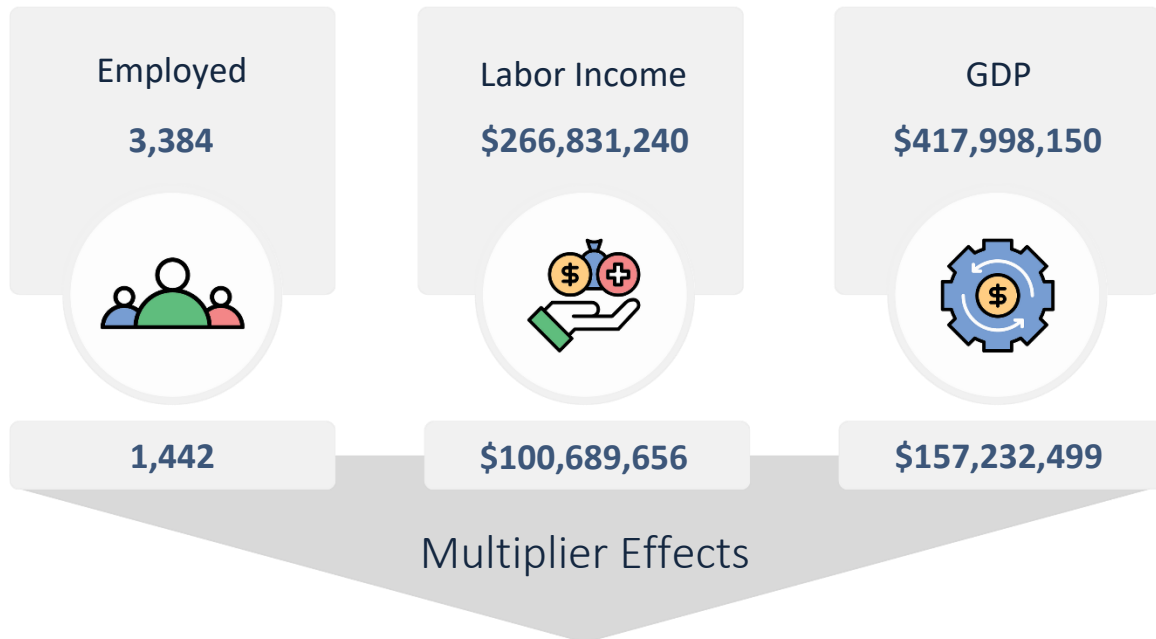 Employed
3,384
Labor Income
$266,831,240
GDP
$417,998,150
$
$
1,442
$100,689,656
$157,232,499
Multiplier Effects